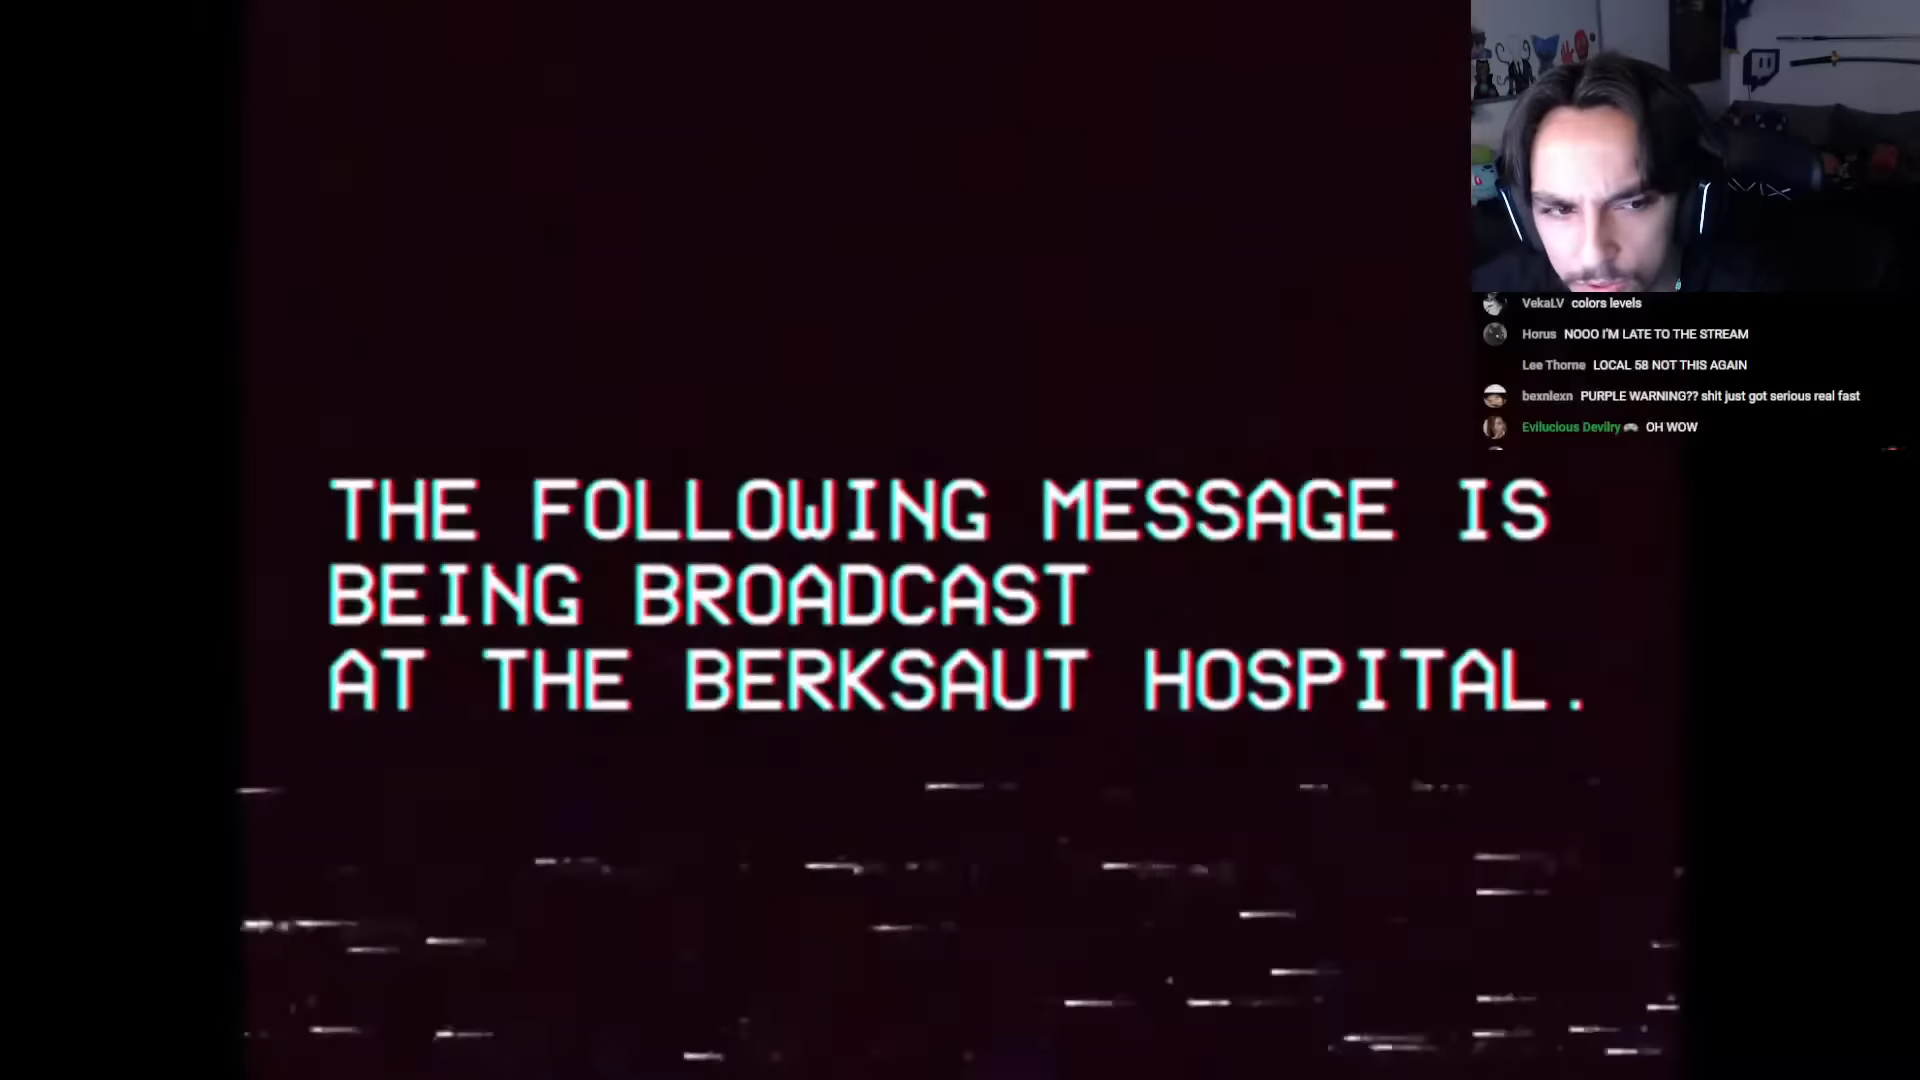 THE FOLLOWING MESSAGE IS
BEING BROADCAST
AT THE BERKSAUT HOSPITAL.
VekaLV colors levels
Horus NOOO I'M LATE TO THE STREAM
Lee Thorne LOCAL 58 NOT THIS AGAIN
bexnlexn PURPLE WARNING?? shit just got serious real fast
Evilucious Devilry OH WOW